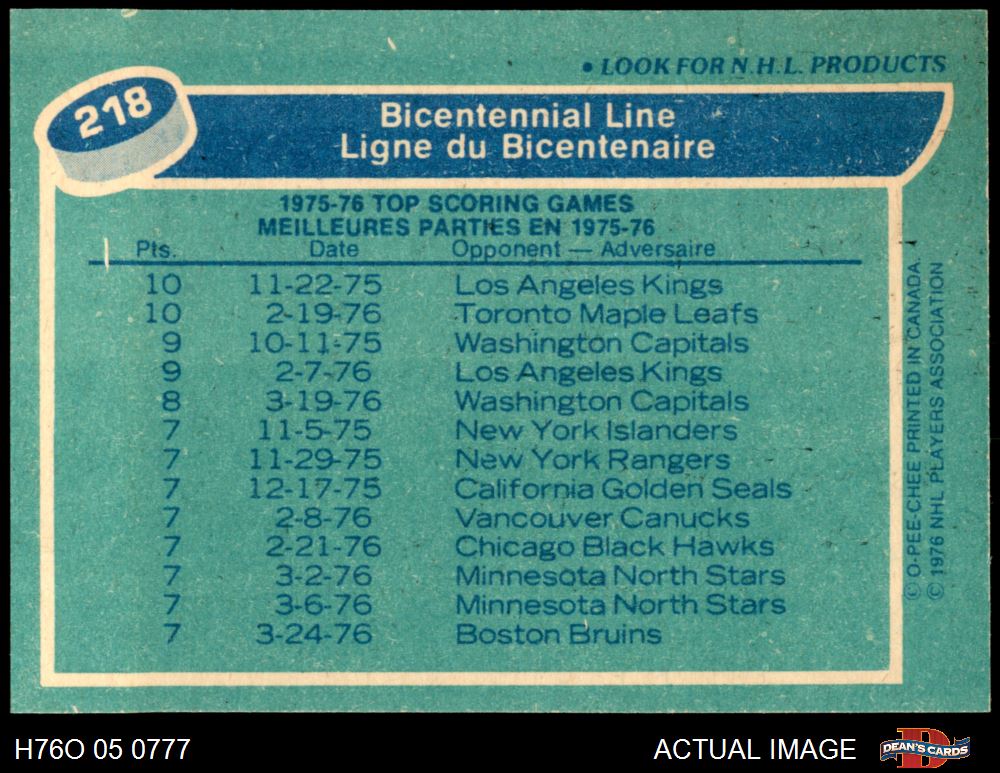 • LOOK FOR N.H.L. PRODUCTS
218
Bicentennial Line
Ligne du Bicentenaire
1975-76 TOP SCORING GAMES
MEILLEURES PARTIES EN 1975-76
Pts. Date Opponent — Adversaire
10 11-22-75 Los Angeles Kings
10 2-19-76 Toronto Maple Leafs
9 10-11-75 Washington Capitals
9 2-7-76 Los Angeles Kings
8 3-19-76 Washington Capitals
7 11-5-75 New York Islanders
7 11-29-75 New York Rangers
7 12-17-75 California Golden Seals
7 2-8-76 Vancouver Canucks
7 2-21-76 Chicago Black Hawks
7 3-2-76 Minnesota North Stars
7 3-6-76 Minnesota North Stars
7 3-24-76 Boston Bruins
© O-PEE-CHEE PRINTED IN CANADA.
© 1976 NHL PLAYERS ASSOCIATION
H76O 05 0777
ACTUAL IMAGE
DEAN'S CARDS